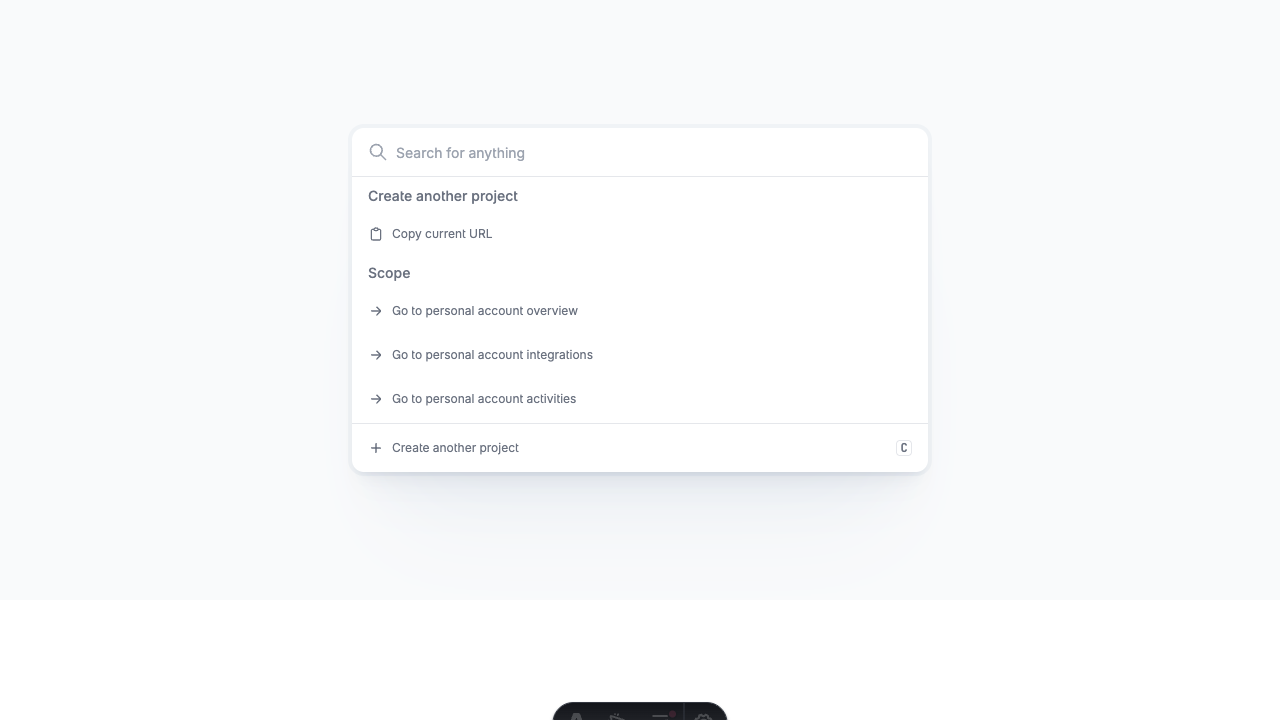 Search for anything
Create another project
Copy current URL
Scope
Go to personal account overview
Go to personal account integrations
Go to personal account activities
Create another project
C